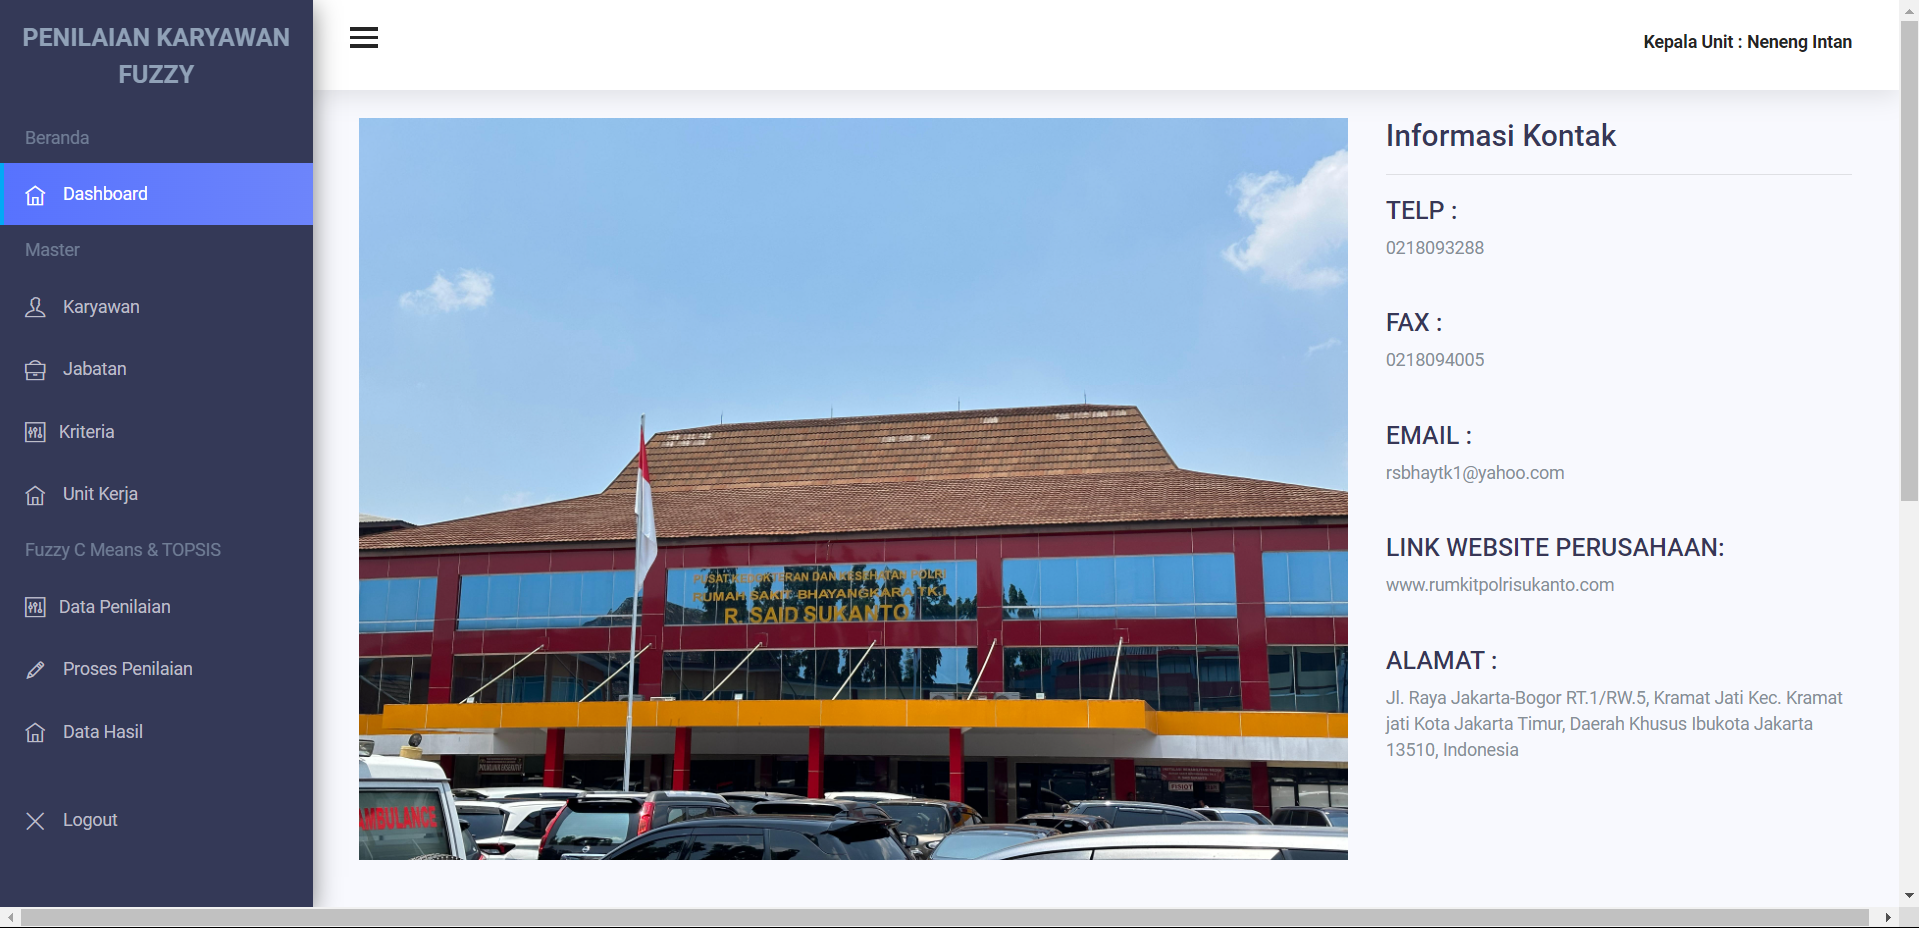 PENILAIAN KARYAWAN
FUZZY
Beranda
Dashboard
Master
Karyawan
Jabatan
Kriteria
Unit Kerja
Fuzzy C Means & TOPSIS
Data Penilaian
Proses Penilaian
Data Hasil
Logout
Kepala Unit : Neneng Intan
PUSAT KEDOKTERAN DAN KESEHATAN POLRI
RUMAH SAKIT BHAYANGKARA TK.I
R. SAID SUKANTO
AMBULANCE
Informasi Kontak
TELP :
0218093288
FAX :
0218094005
EMAIL :
rsbhaytk1@yahoo.com
LINK WEBSITE PERUSAHAAN:
www.rumkitpolrisukanto.com
ALAMAT :
Jl. Raya Jakarta-Bogor RT.1/RW.5, Kramat Jati Kec. Kramat
jati Kota Jakarta Timur, Daerah Khusus Ibukota Jakarta
13510, Indonesia